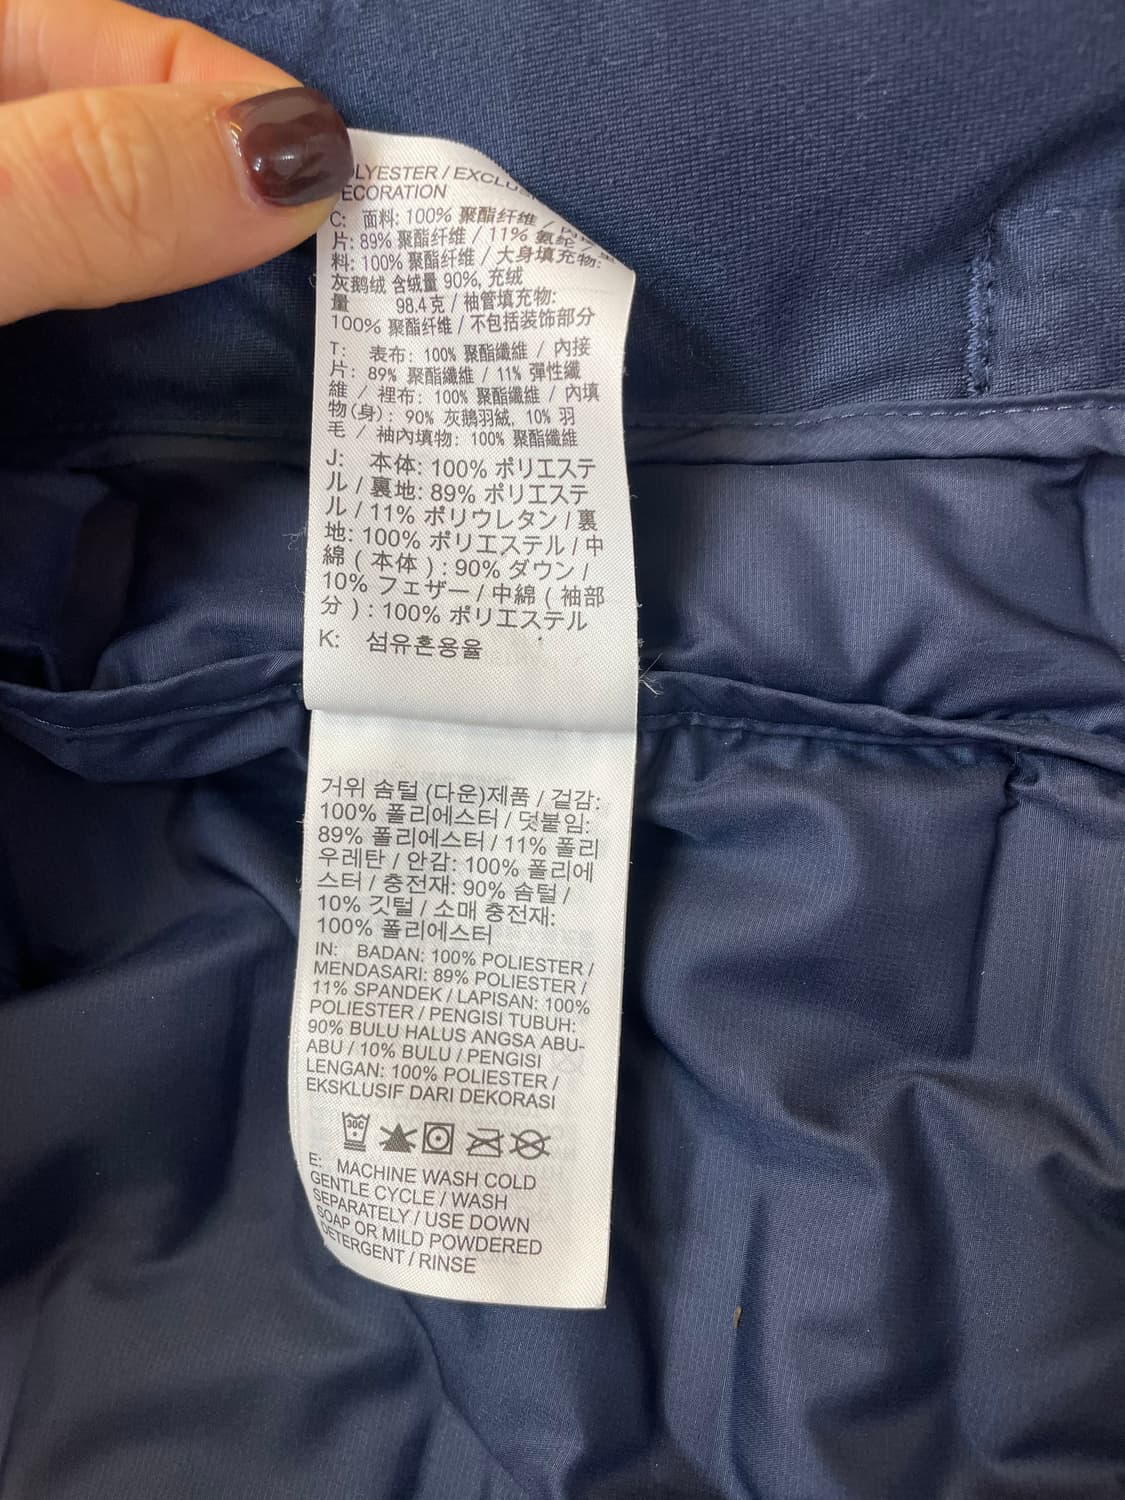 LYESTER / EXCLU
ECORATION
C: 面料: 100% 聚酯纤维 /
片: 89% 聚酯纤维 / 11% 氨纶
料: 100% 聚酯纤维 / 大身填充物:
灰鹅绒 含绒量 90%, 充绒
量 98.4 克 / 袖管填充物:
100% 聚酯纤维 / 不包括装饰部分
T: 表布: 100% 聚酯纖維 / 內接
片: 89% 聚酯纖維 / 11% 彈性纖
維 / 裡布: 100% 聚酯纖維 / 內填
物(身): 90% 灰鵝羽絨, 10% 羽
毛 / 袖內填物: 100% 聚酯纖維
J: 本体: 100% ポリエステ
ル / 裏地: 89% ポリエステ
ル / 11% ポリウレタン / 裏
地: 100% ポリエステル / 中
綿 ( 本体 ) : 90% ダウン /
10% フェザー / 中綿 ( 袖部
分 ) : 100% ポリエステル
K: 섬유혼용율
거위 솜털 (다운)제품 / 겉감:
100% 폴리에스터 / 덧붙임:
89% 폴리에스터 / 11% 폴리
우레탄 / 안감: 100% 폴리에
스터 / 충전재: 90% 솜털 /
10% 깃털 / 소매 충전재:
100% 폴리에스터
IN: BADAN: 100% POLIESTER /
MENDASARI: 89% POLIESTER /
11% SPANDEK / LAPISAN: 100%
POLIESTER / PENGISI TUBUH:
90% BULU HALUS ANGSA ABU-
ABU / 10% BULU / PENGISI
LENGAN: 100% POLIESTER /
EKSKLUSIF DARI DEKORASI
30C
E: MACHINE WASH COLD
GENTLE CYCLE / WASH
SEPARATELY / USE DOWN
SOAP OR MILD POWDERED
DETERGENT / RINSE